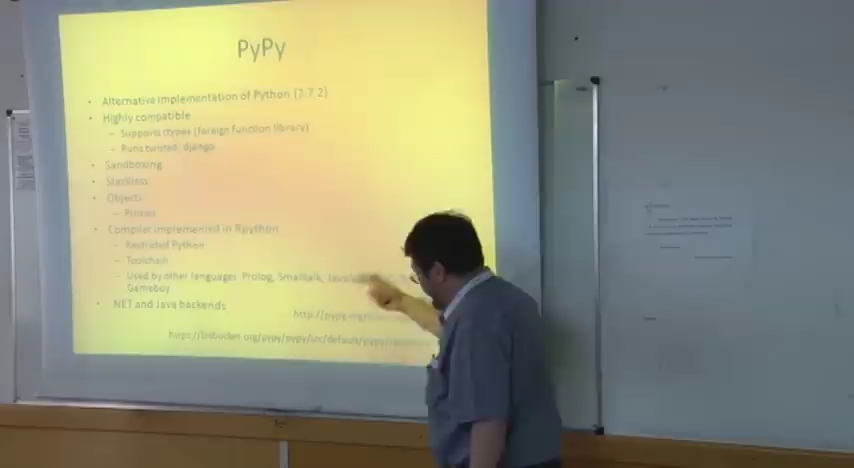 PyPy
• Alternative implementation of Python (2.7.2)
• Highly compatible
– Supports ctypes (foreign function library)
– Runs twisted, django
• Sandboxing
• Stackless
• Objects
– Proxies
• Compiler implemented in Rpython
– Restricted Python
– Toolchain
– Used by other languages Prolog, Smalltalk,
Gameboy
• .NET and Java backends
http://pypy.org/
https://bitbucket.org/pypy/pypy/src/default/pypy/